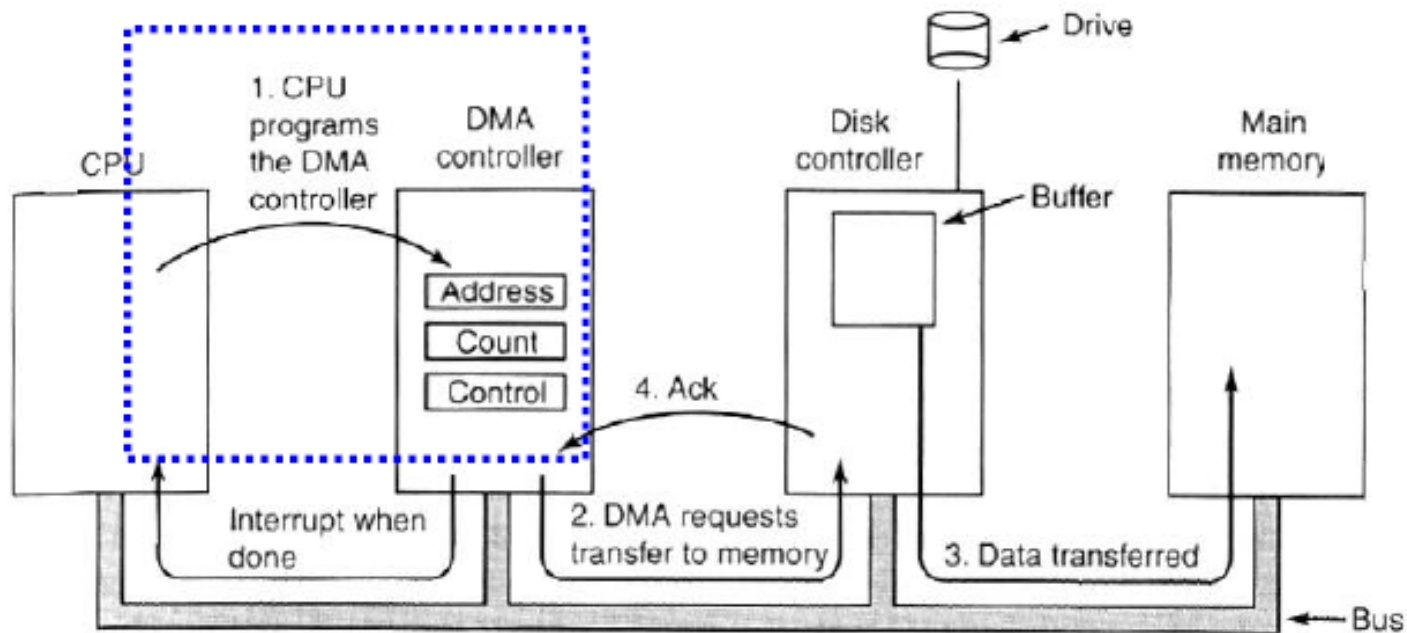 Drive
1. CPU
programs
the DMA
controller
DMA
controller
Disk
controller
Main
memory
CPU
Buffer
Address
Count
Control
4. Ack
Interrupt when
done
2. DMA requests
transfer to memory
3. Data transferred
Bus